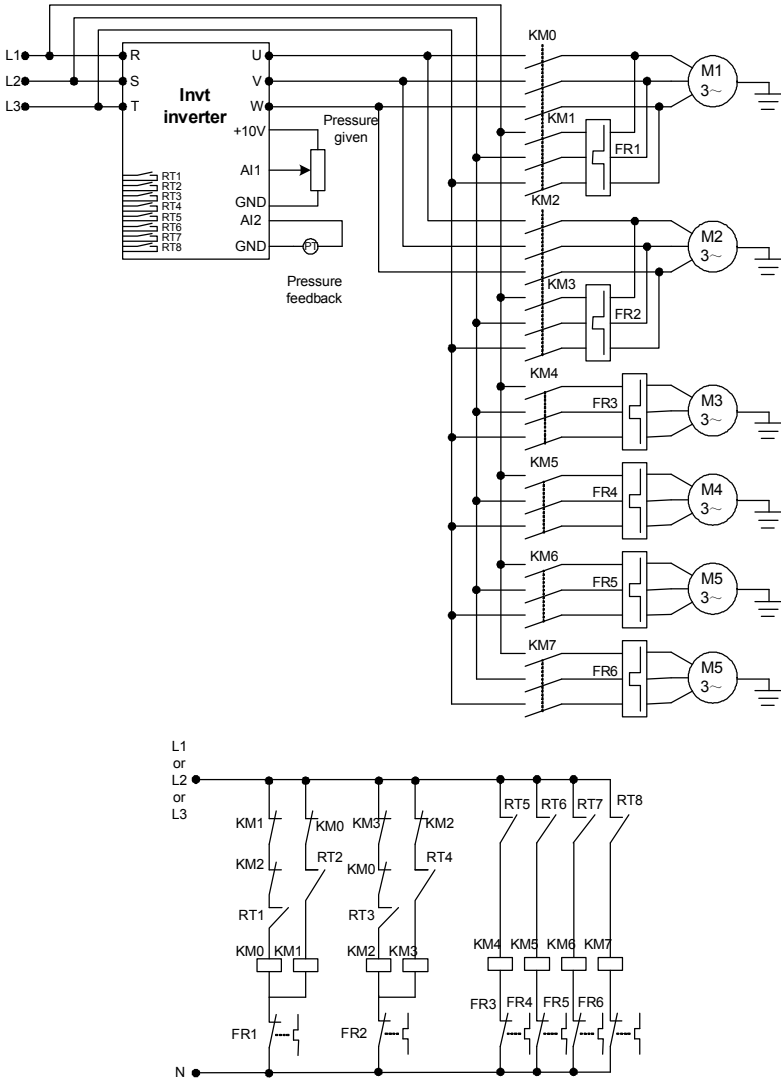 KM0
L1
R
U
M1
3~
L2
S
V
L3
T
W
Invt
inverter
Pressure
given
+10V
KM1
FR1
AI1
RT1
RT2
RT3
RT4
RT5
RT6
RT7
RT8
GND
AI2
GND
PT
KM2
M2
3~
Pressure
feedback
KM3
FR2
KM4
FR3
M3
3~
KM5
FR4
M4
3~
KM6
FR5
M5
3~
KM7
FR6
M5
3~
L1
or
L2
or
L3
KM1
KM0
KM3
KM2
RT5
RT6
RT7
RT8
KM2
RT2
KM0
RT4
RT1
RT3
KM0
KM1
KM2
KM3
KM4
KM5
KM6
KM7
FR1
FR2
FR3
FR4
FR5
FR6
N